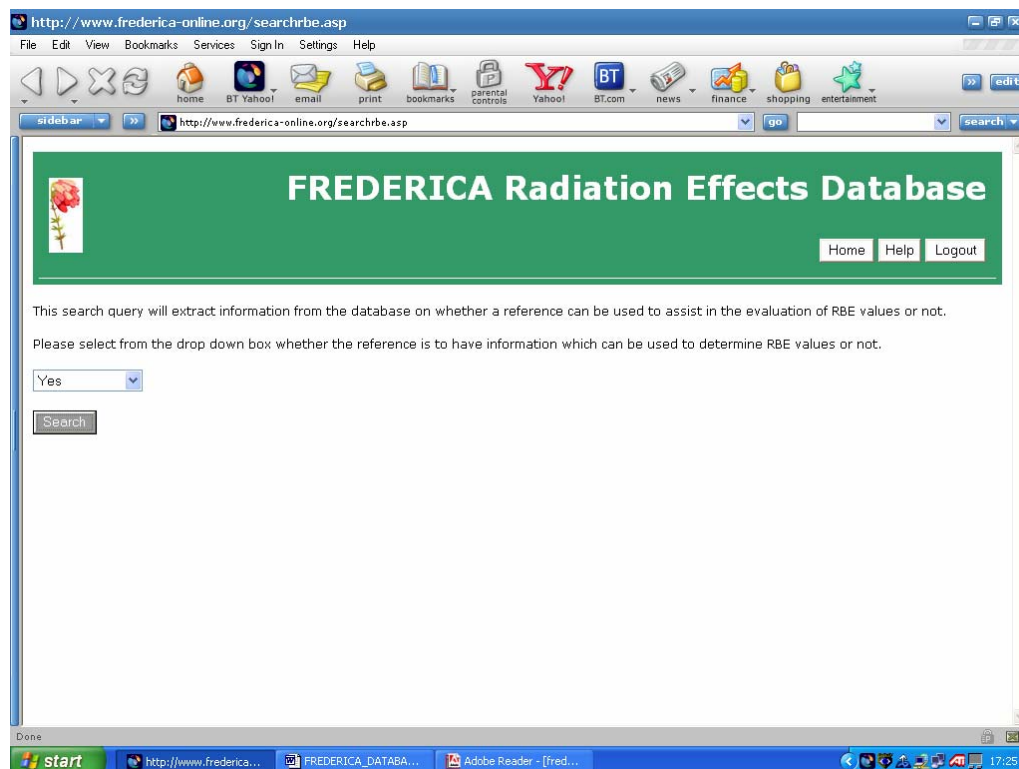 http://www.frederica-online.org/searchrbe.asp
File Edit View Bookmarks Services Sign In Settings Help
home BT Yahoo! email print bookmarks parental controls Yahoo! BT.com news finance shopping entertainment edit
sidebar http://www.frederica-online.org/searchrbe.asp go search
FREDERICA Radiation Effects Database
Home Help Logout
This search query will extract information from the database on whether a reference can be used to assist in the evaluation of RBE values or not.
Please select from the drop down box whether the reference is to have information which can be used to determine RBE values or not.
Yes
Search
Done
start http://www.frederica... FREDERICA_DATABA... Adobe Reader - [fred... 17:25